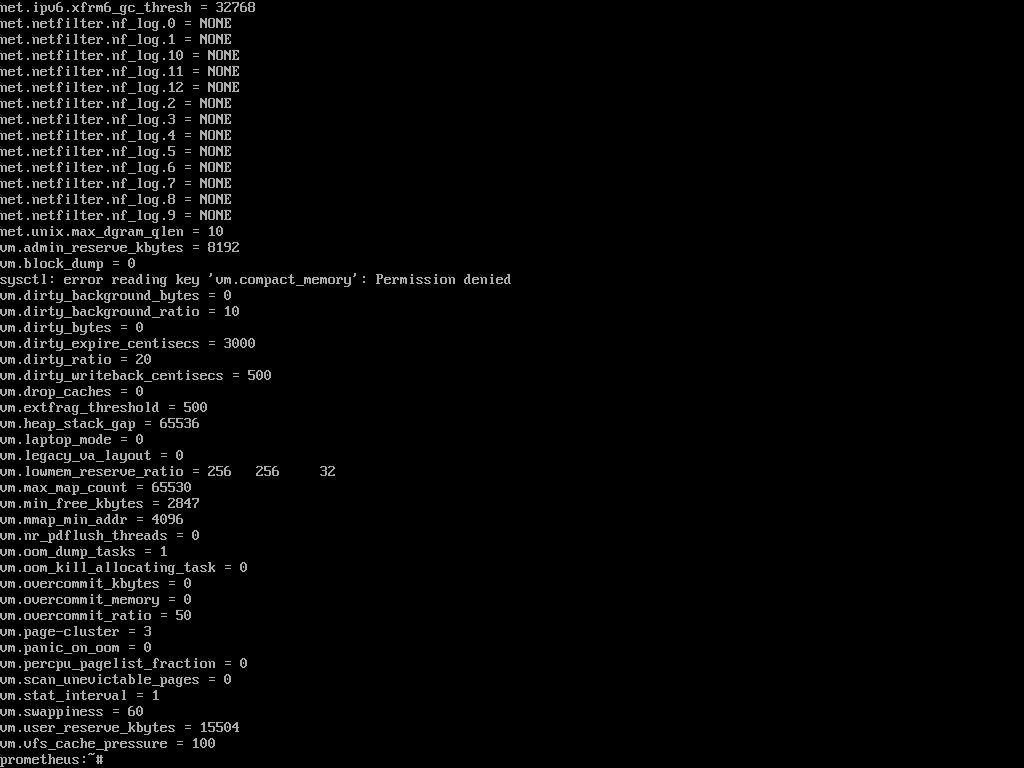 net.ipv6.xfrm6_gc_thresh = 32768
net.netfilter.nf_log.0 = NONE
net.netfilter.nf_log.1 = NONE
net.netfilter.nf_log.10 = NONE
net.netfilter.nf_log.11 = NONE
net.netfilter.nf_log.12 = NONE
net.netfilter.nf_log.2 = NONE
net.netfilter.nf_log.3 = NONE
net.netfilter.nf_log.4 = NONE
net.netfilter.nf_log.5 = NONE
net.netfilter.nf_log.6 = NONE
net.netfilter.nf_log.7 = NONE
net.netfilter.nf_log.8 = NONE
net.netfilter.nf_log.9 = NONE
net.unix.max_dgram_qlen = 10
vm.admin_reserve_kbytes = 8192
vm.block_dump = 0
sysctl: error reading key 'vm.compact_memory': Permission denied
vm.dirty_background_bytes = 0
vm.dirty_background_ratio = 10
vm.dirty_bytes = 0
vm.dirty_expire_centisecs = 3000
vm.dirty_ratio = 20
vm.dirty_writeback_centisecs = 500
vm.drop_caches = 0
vm.extfrag_threshold = 500
vm.heap_stack_gap = 65536
vm.laptop_mode = 0
vm.legacy_va_layout = 0
vm.lowmem_reserve_ratio = 256   256     32
vm.max_map_count = 65530
vm.min_free_kbytes = 2847
vm.mmap_min_addr = 4096
vm.nr_pdflush_threads = 0
vm.oom_dump_tasks = 1
vm.oom_kill_allocating_task = 0
vm.overcommit_kbytes = 0
vm.overcommit_memory = 0
vm.overcommit_ratio = 50
vm.page-cluster = 3
vm.panic_on_oom = 0
vm.percpu_pagelist_fraction = 0
vm.scan_unevictable_pages = 0
vm.stat_interval = 1
vm.swappiness = 60
vm.user_reserve_kbytes = 15504
vm.vfs_cache_pressure = 100
prometheus:~#